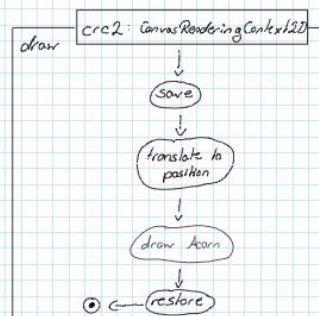 draw
crc2: CanvasRenderingContext2D
save
translate to
position
draw Acorn
restore